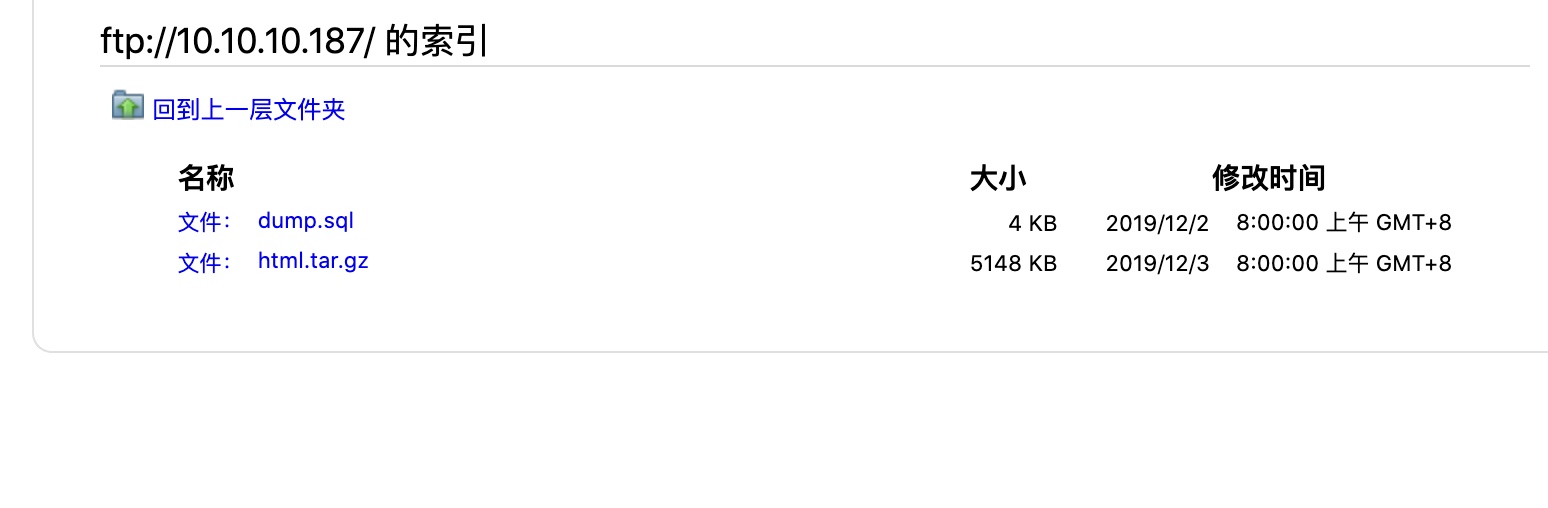 ftp://10.10.10.187/ 的索引
回到上一层文件夹
名称 大小 修改时间
文件： dump.sql 4 KB 2019/12/2 8:00:00 上午 GMT+8
文件： html.tar.gz 5148 KB 2019/12/3 8:00:00 上午 GMT+8